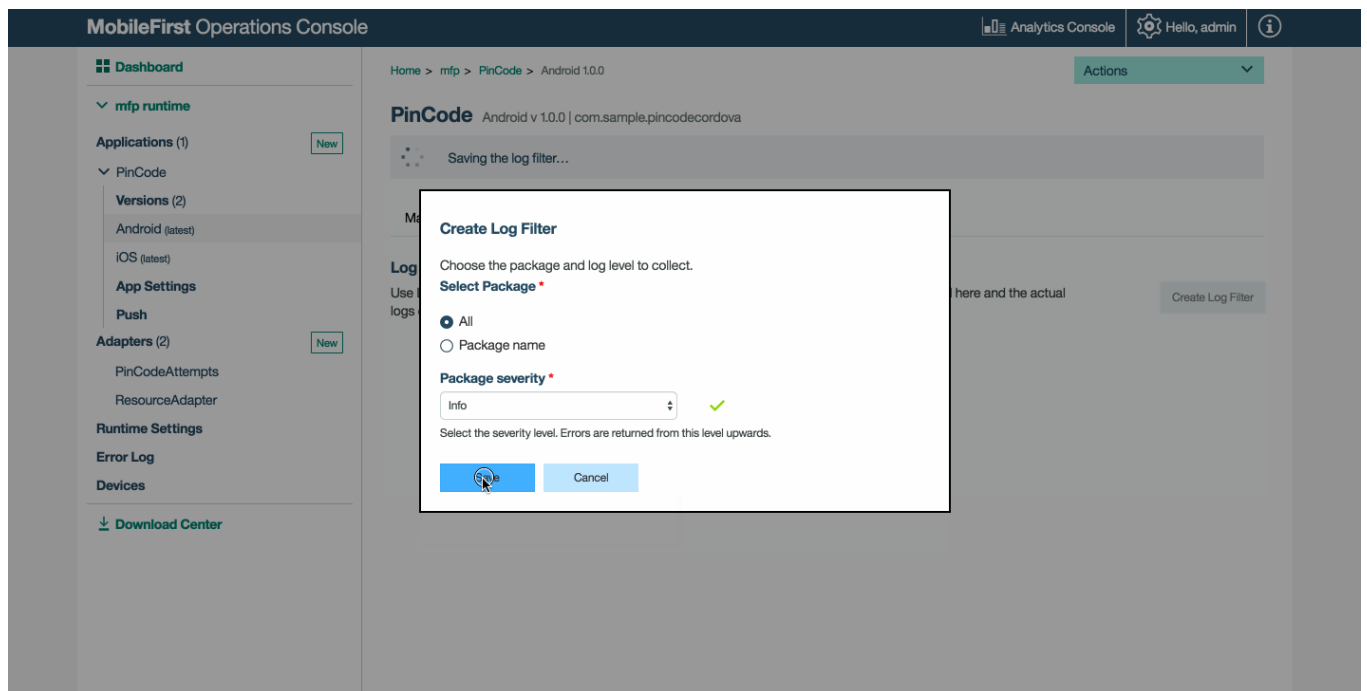 MobileFirst Operations Console
Analytics Console
Hello, admin
Dashboard
mfp runtime
Applications (1)
New
PinCode
Versions (2)
Android (latest)
iOS (latest)
App Settings
Push
Adapters (2)
New
PinCodeAttempts
ResourceAdapter
Runtime Settings
Error Log
Devices
Download Center
Home > mfp > PinCode > Android 1.0.0
Actions
PinCode Android v 1.0.0 | com.sample.pincodecordova
Saving the log filter...
Log
here and the actual
logs
Create Log Filter
Create Log Filter
Choose the package and log level to collect.
Select Package *
All
Package name
Package severity *
Info
Select the severity level. Errors are returned from this level upwards.
Save
Cancel